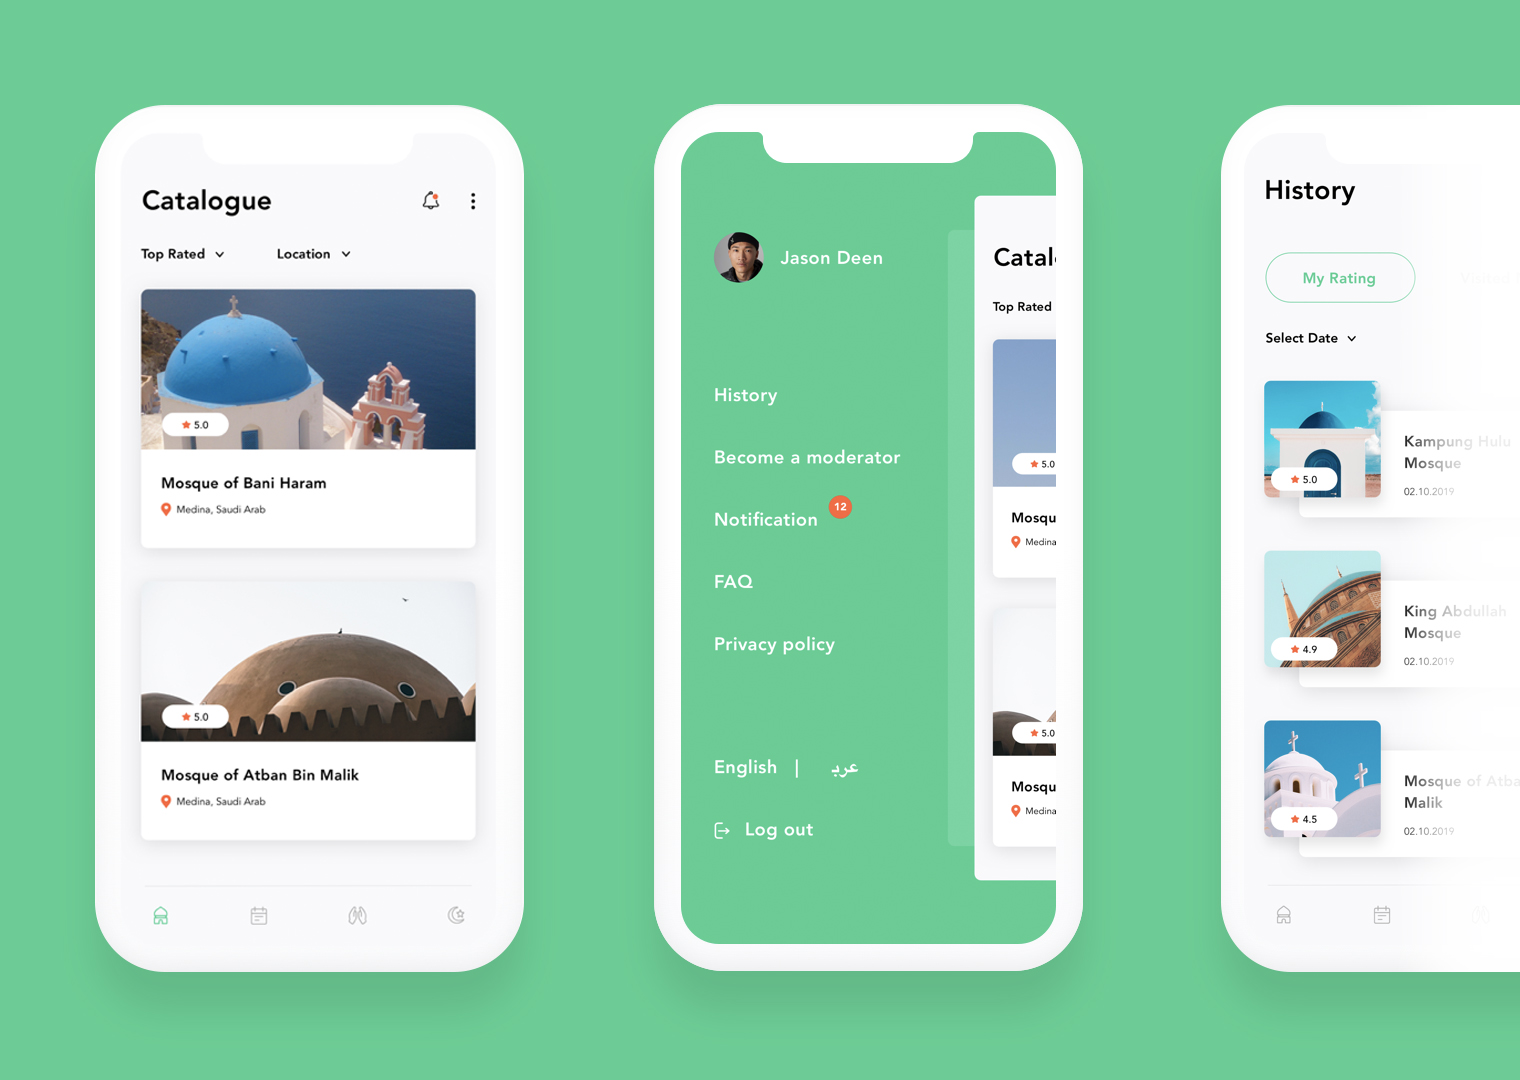 Catalogue
Top Rated
Location
5.0
Mosque of Bani Haram
Medina, Saudi Arab
5.0
Mosque of Atban Bin Malik
Medina, Saudi Arab
Jason Deen
History
Become a moderator
Notification
12
FAQ
Privacy policy
English |
عربـ
Log out
Catal
Top Rated
5.0
Mosqu
Medina
5.0
Mosqu
Medina
History
My Rating
Visited
Select Date
5.0
Kampung Hulu
Mosque
02.10.2019
4.9
King Abdullah
Mosque
02.10.2019
4.5
Mosque of Atba
Malik
02.10.2019